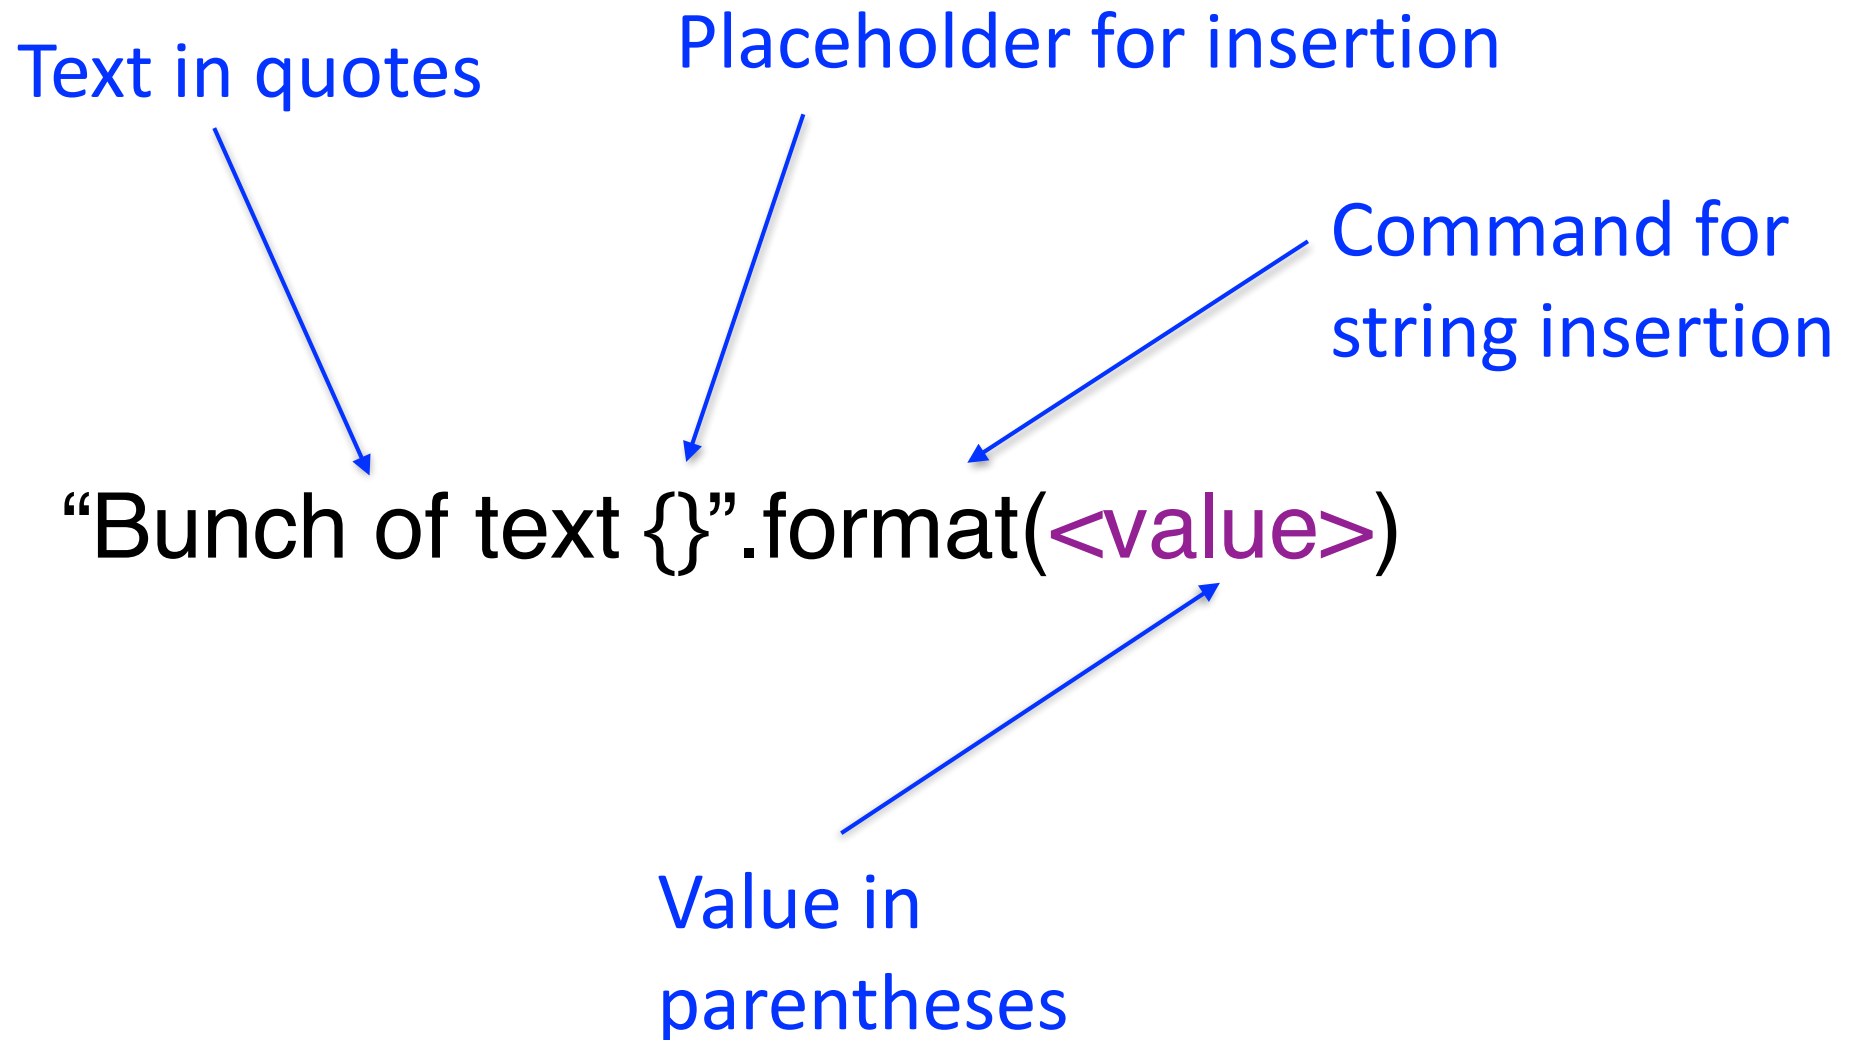 Text in quotes
Placeholder for insertion
Command for
string insertion
“Bunch of text {}”.format(<value>)
Value in
parentheses